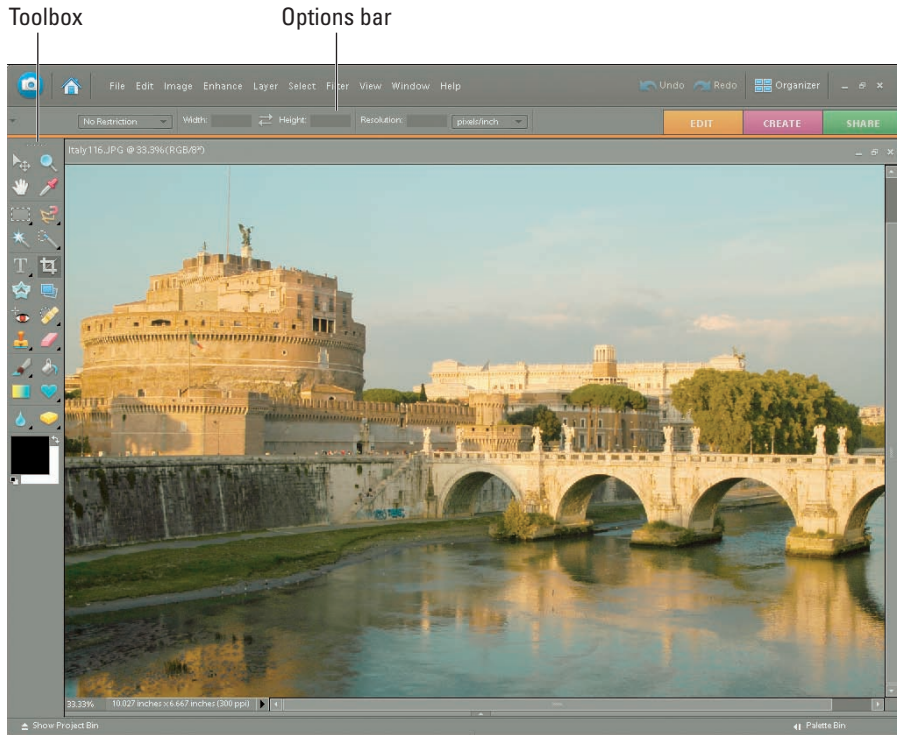 Toolbox Options bar
File Edit Image Enhance Layer Select Filter View Window Help Undo Redo Organizer
No Restriction Width: Height: Resolution: pixels/inch EDIT CREATE SHARE
Italy116.JPG @ 33.3%(RGB/8*)
T
33.33% 10.027 inches x 6.667 inches (300 ppi)
Show Project Bin Palette Bin